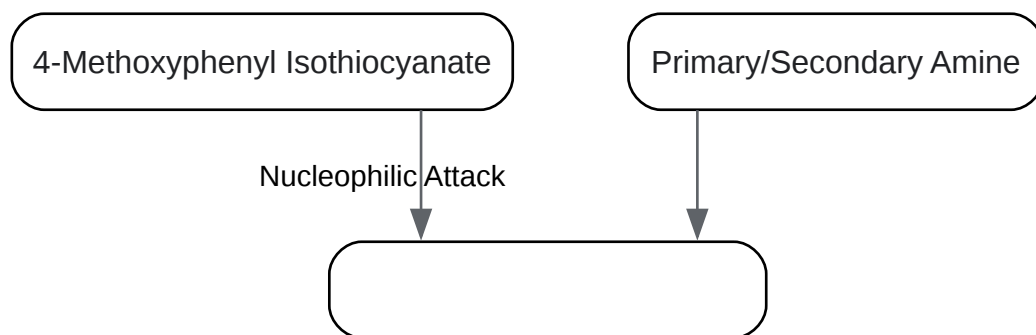 4-Methoxyphenyl Isothiocyanate
Primary/Secondary Amine
Nucleophilic Attack